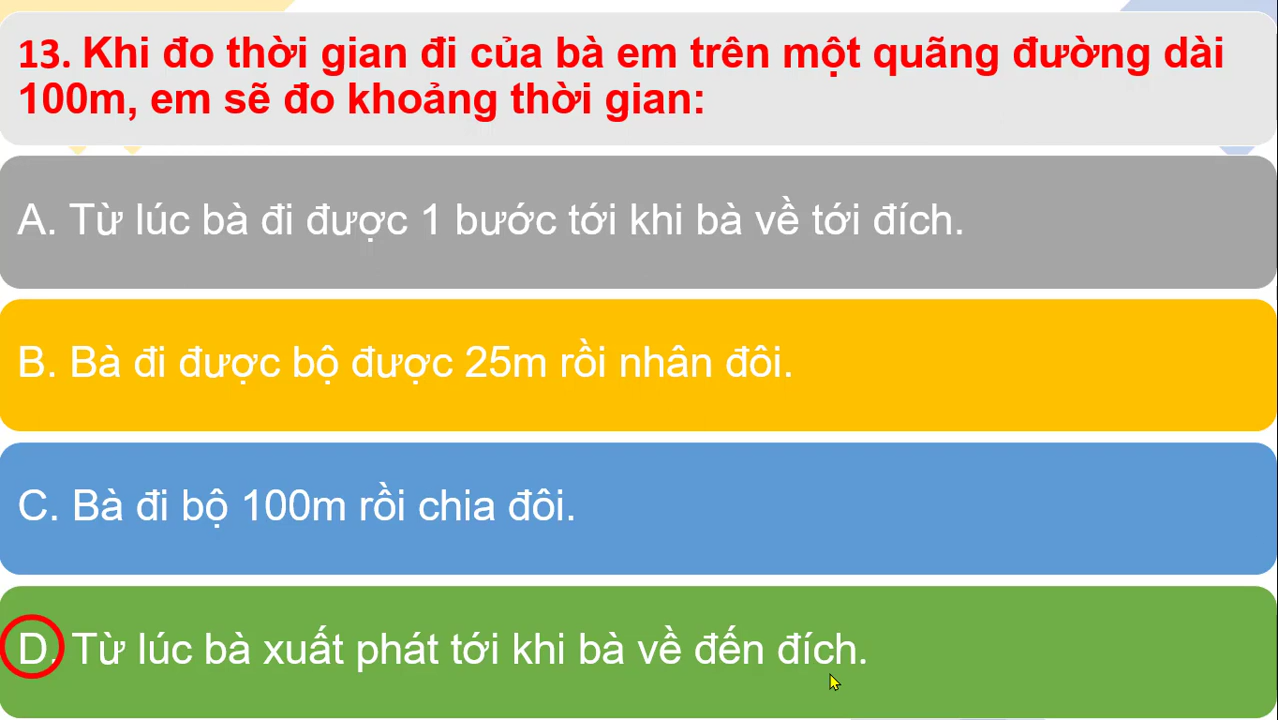 13. Khi đo thời gian đi của bà em trên một quãng đường dài
100m, em sẽ đo khoảng thời gian:
A. Từ lúc bà đi được 1 bước tới khi bà về tới đích.
B. Bà đi được bộ được 25m rồi nhân đôi.
C. Bà đi bộ 100m rồi chia đôi.
D. Từ lúc bà xuất phát tới khi bà về đến đích.